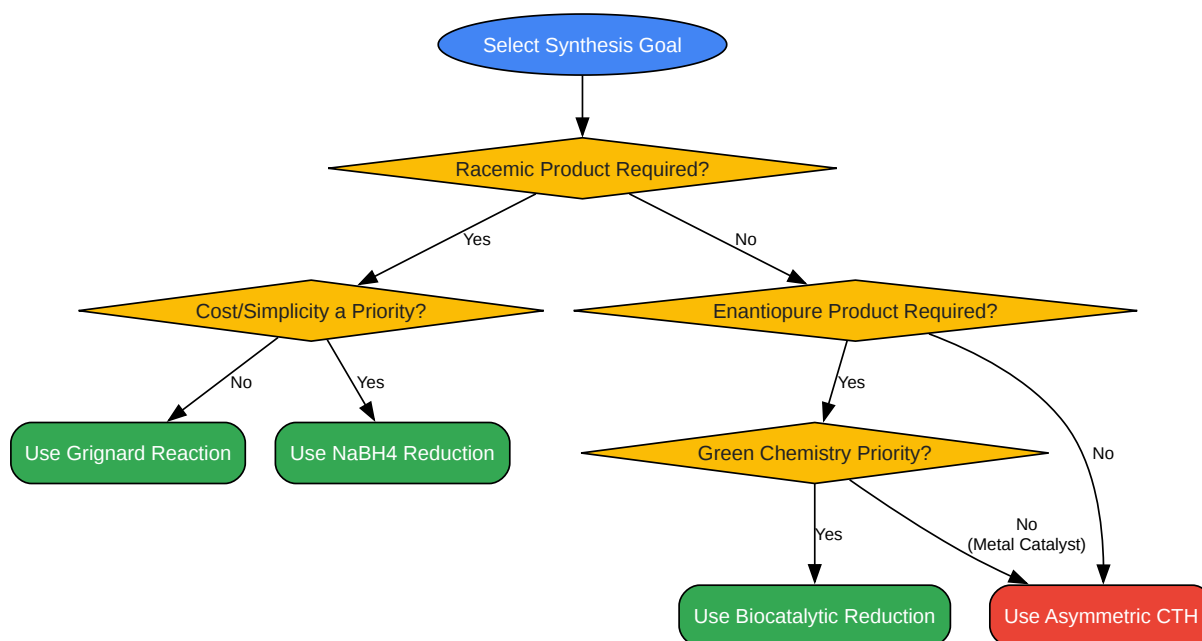 Select Synthesis Goal
Racemic Product Required?
Yes
No
Cost/Simplicity a Priority?
Enantiopure Product Required?
No
Yes
Yes
No
Use Grignard Reaction
Use NaBH4 Reduction
Green Chemistry Priority?
Yes
No
(Metal Catalyst)
Use Biocatalytic Reduction
Use Asymmetric CTH